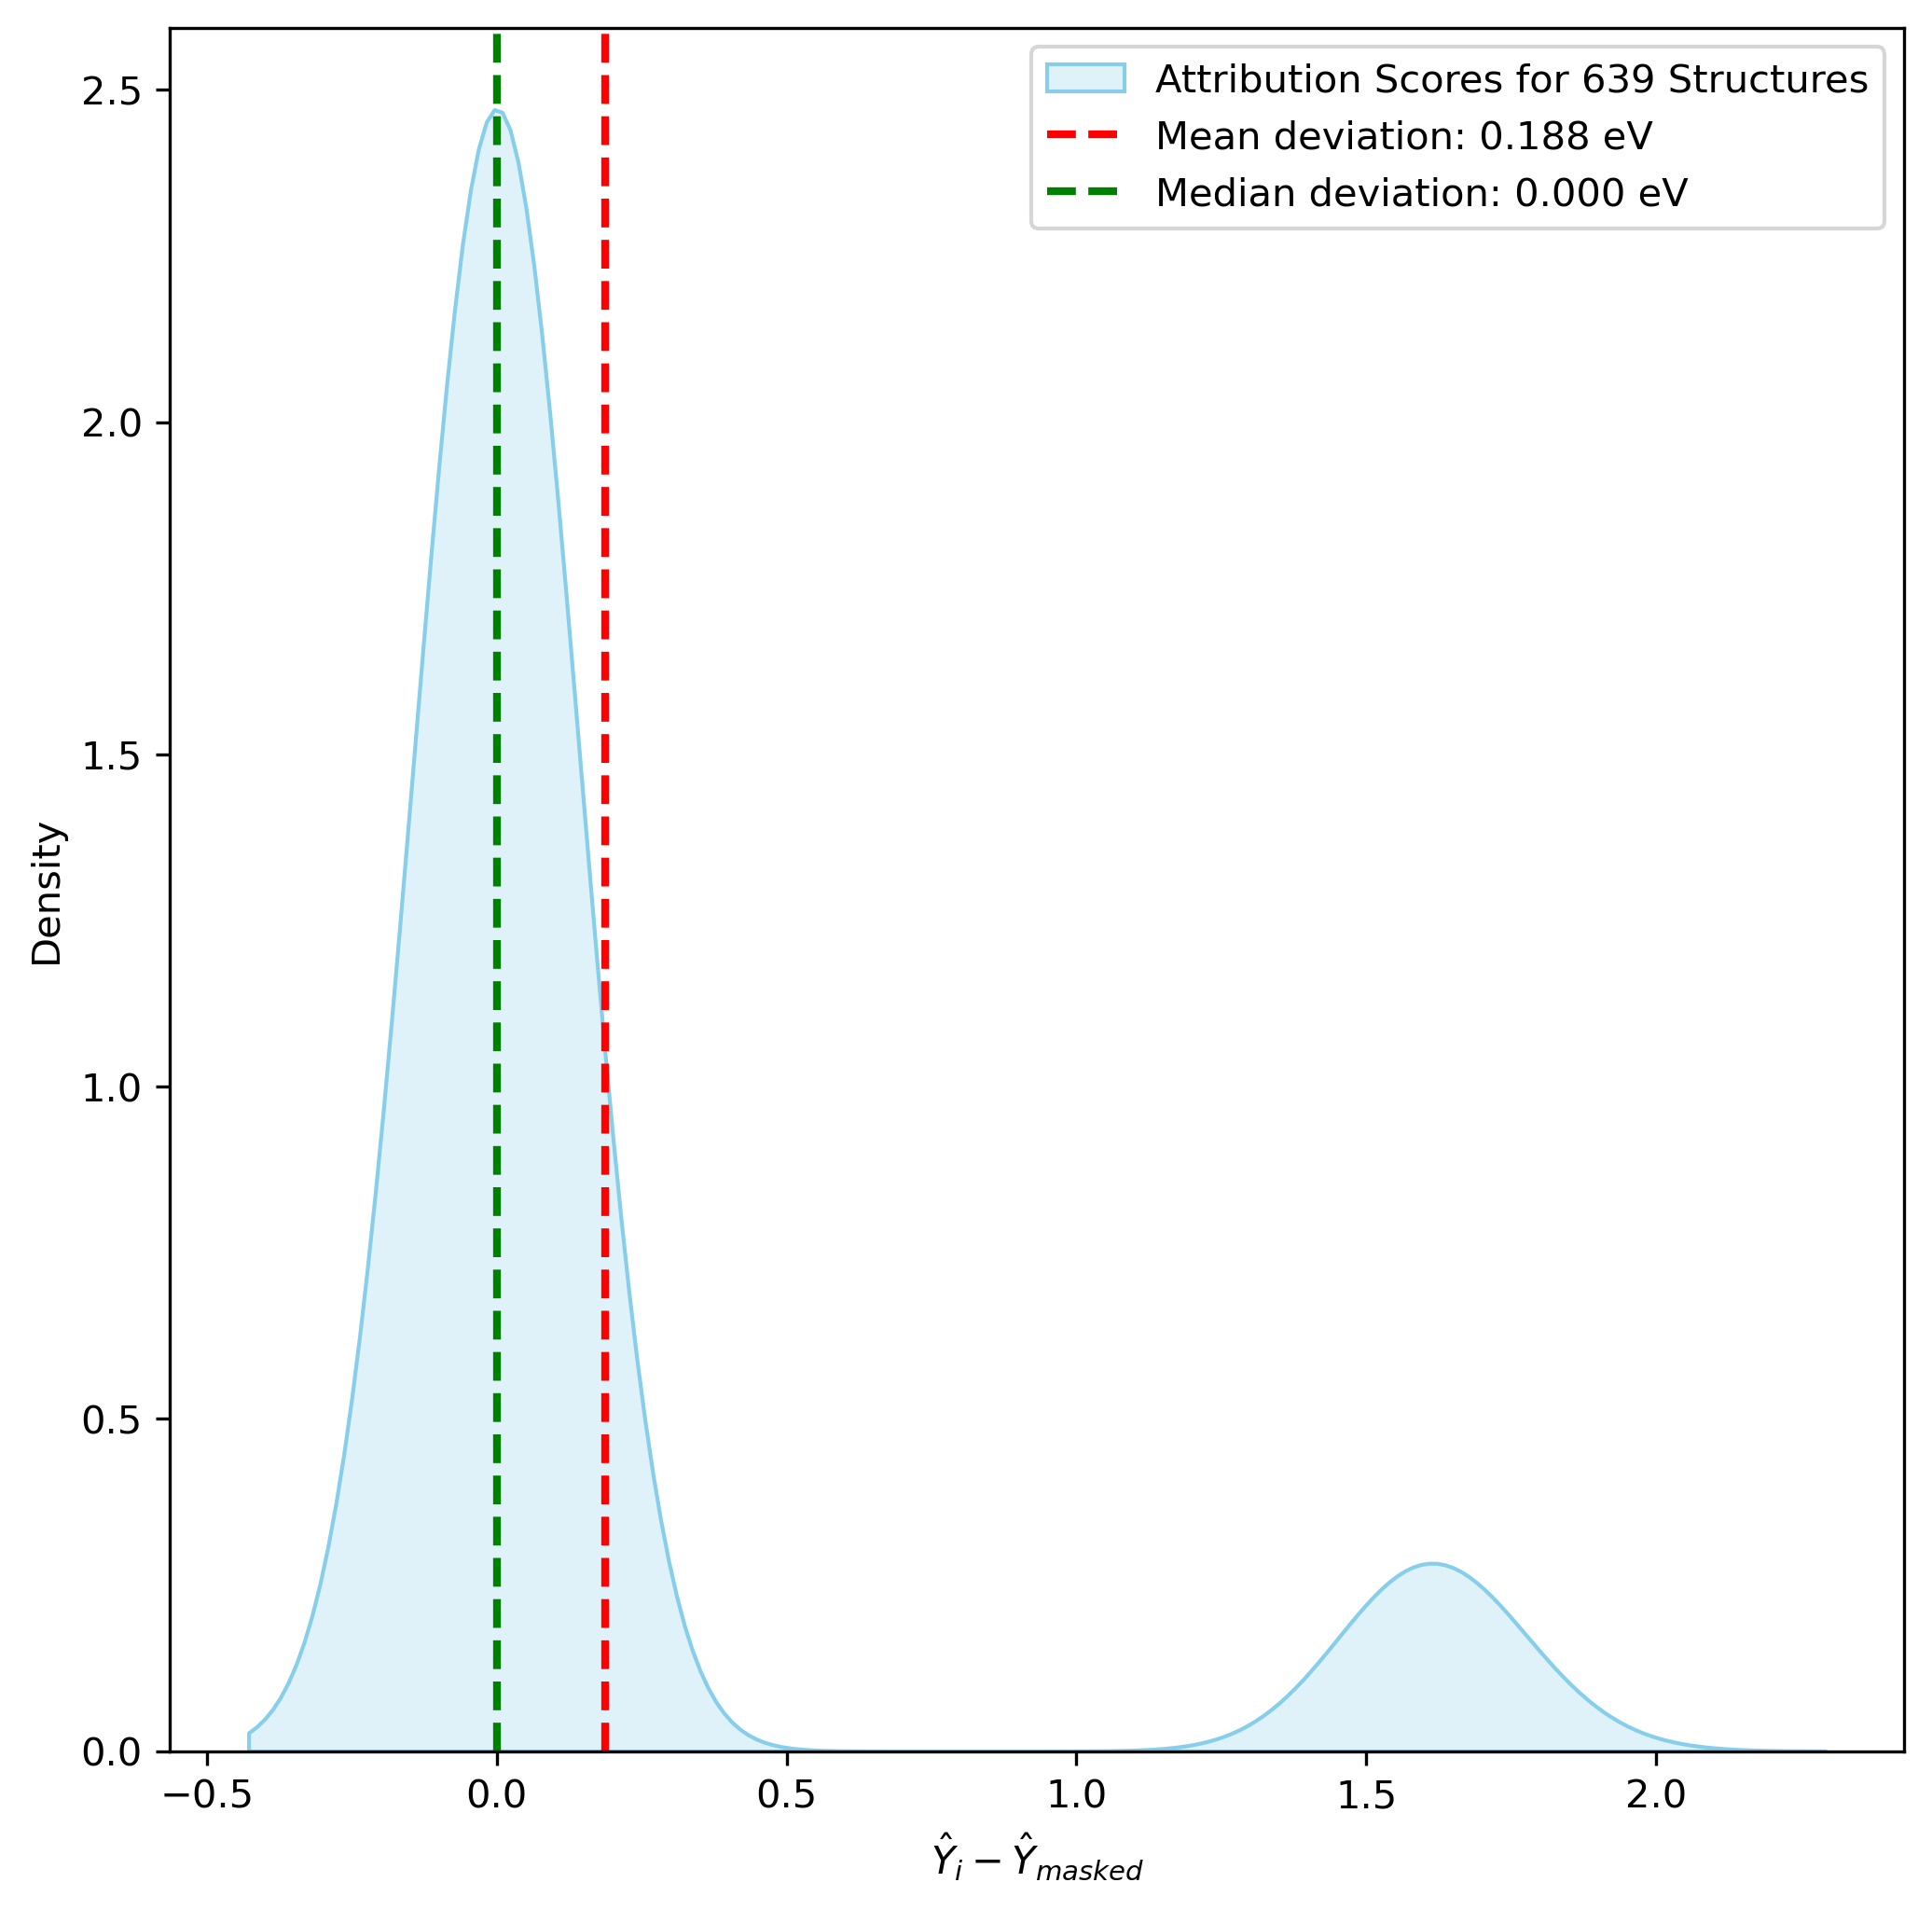 Attribution Scores for 639 Structures
Mean deviation: 0.188 eV
Median deviation: 0.000 eV
2.5
2.0
1.5
1.0
0.5
0.0
Density
−0.5 0.0 0.5 1.0 1.5 2.0
Ŷ_i − Ŷ_masked